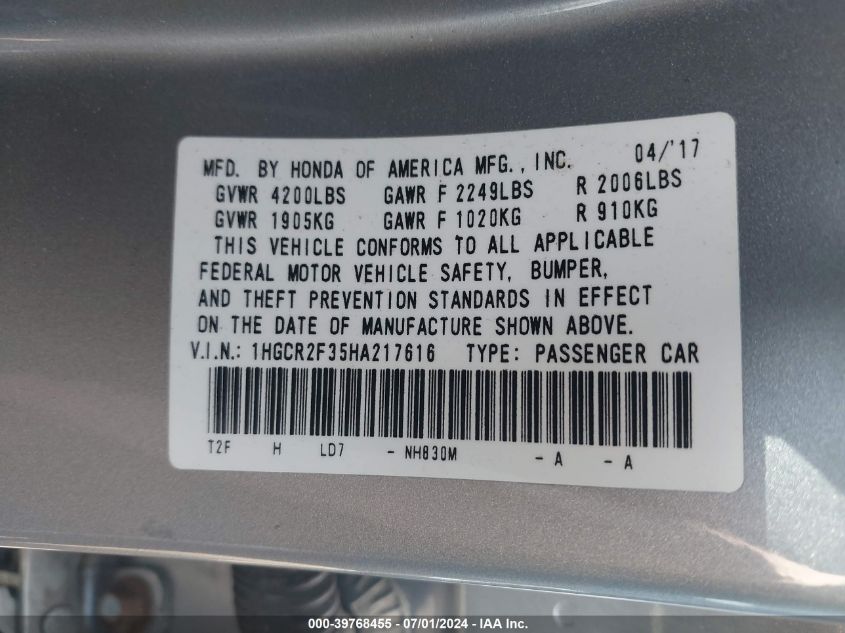 MFD. BY HONDA OF AMERICA MFG., INC. 04/'17
GVWR 4200LBS GAWR F 2249LBS R 2006LBS
GVWR 1905KG GAWR F 1020KG R 910KG
THIS VEHICLE CONFORMS TO ALL APPLICABLE
FEDERAL MOTOR VEHICLE SAFETY, BUMPER,
AND THEFT PREVENTION STANDARDS IN EFFECT
ON THE DATE OF MANUFACTURE SHOWN ABOVE.
V.I.N.: 1HGCR2F35HA217616 TYPE: PASSENGER CAR
T2F H LD7 - NH830M - A - A
000-39768455 - 07/01/2024 - IAA Inc.